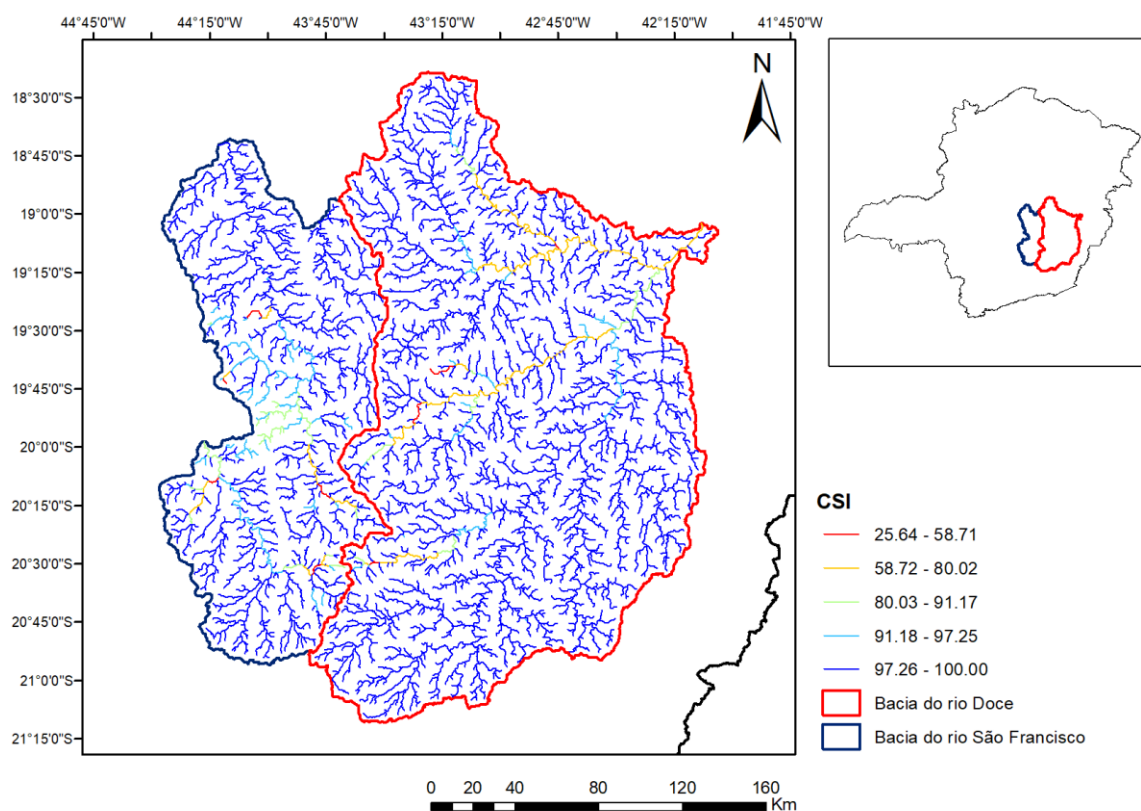 44°45'0"W 44°15'0"W 43°45'0"W 43°15'0"W 42°45'0"W 42°15'0"W 41°45'0"W
N
18°30'0"S
18°45'0"S
19°0'0"S
19°15'0"S
19°30'0"S
19°45'0"S
20°0'0"S
20°15'0"S
20°30'0"S
20°45'0"S
21°0'0"S
21°15'0"S
CSI
25.64 - 58.71
58.72 - 80.02
80.03 - 91.17
91.18 - 97.25
97.26 - 100.00
Bacia do rio Doce
Bacia do rio São Francisco
0 20 40 80 120 160
Km